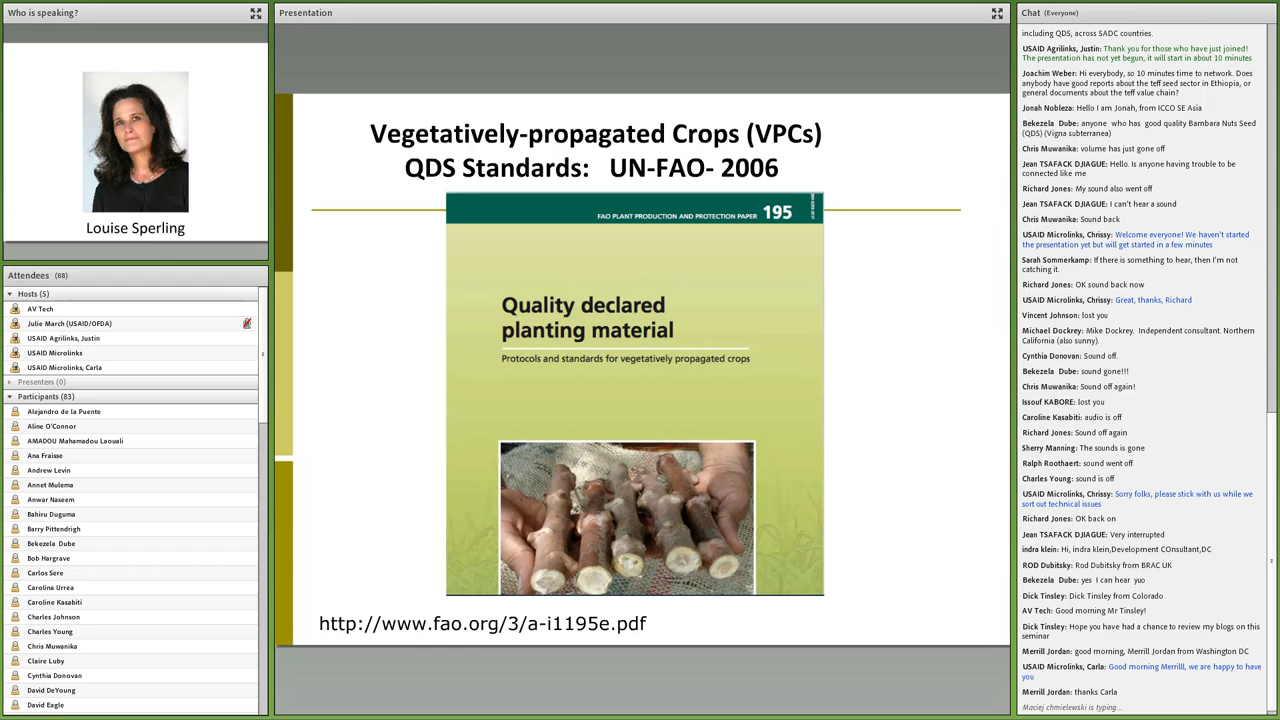 Who is speaking?
Louise Sperling
Attendees (88)
Hosts (5)
AV Tech
Julie March (USAID/OFDA)
USAID Agrilinks, Justin
USAID Microlinks
USAID Microlinks, Carla
Presenters (0)
Participants (83)
Alejandro de la Puente
Aline O'Connor
AMADOU Mahamadou Laouali
Ana Fraisse
Andrew Levin
Annet Mulema
Anwar Naseem
Bahiru Duguma
Barry Pittendrigh
Bekezela Dube
Bob Hargrave
Carlos Sere
Carolina Urrea
Caroline Kasabiti
Charles Johnson
Charles Young
Chris Muwanika
Claire Luby
Cynthia Donovan
David DeYoung
David Eagle
Presentation
Vegetatively-propagated Crops (VPCs)
QDS Standards: UN-FAO- 2006
FAO PLANT PRODUCTION AND PROTECTION PAPER 195
Quality declared
planting material
Protocols and standards for vegetatively propagated crops
http://www.fao.org/3/a-i1195e.pdf
Chat (Everyone)
including QDS, across SADC countries.
USAID Agrilinks, Justin: Thank you for those who have just joined!
The presentation has not yet begun, it will start in about 10 minutes
Joachim Weber: Hi everybody, so 10 minutes time to network. Does
anybody have good reports about the teff seed sector in Ethiopia, or
general documents about the teff value chain?
Jonah Nobleza: Hello I am Jonah, from ICCO SE Asia
Bekezela Dube: anyone who has good quality Bambara Nuts Seed
(QDS) (Vigna subterranea)
Chris Muwanika: volume has just gone off
Jean TSAFACK DJIAGUE: Hello. Is anyone having trouble to be
connected like me
Richard Jones: My sound also went off
Jean TSAFACK DJIAGUE: I can't hear a sound
Chris Muwanika: Sound back
USAID Microlinks, Chrissy: Welcome everyone! We haven't started
the presentation yet but will get started in a few minutes
Sarah Sommerkamp: If there is something to hear, then I'm not
catching it.
Richard Jones: OK sound back now
USAID Microlinks, Chrissy: Great, thanks, Richard
Vincent Johnson: lost you
Michael Dockrey: Mike Dockrey. Independent consultant. Northern
California (also sunny).
Cynthia Donovan: Sound off.
Bekezela Dube: sound gone!!!
Chris Muwanika: Sound off again!
Issouf KABORE: lost you
Caroline Kasabiti: audio is off
Richard Jones: Sound off again
Sherry Manning: The sounds is gone
Ralph Roothaert: sound went off
Charles Young: sound is off
USAID Microlinks, Chrissy: Sorry folks, please stick with us while we
sort out technical issues
Richard Jones: OK back on
Jean TSAFACK DJIAGUE: Very interrupted
indra klein: Hi, indra klein,Development COnsultant,DC
ROD Dubitsky: Rod Dubitsky from BRAC UK
Bekezela Dube: yes I can hear yuo
Dick Tinsley: Dick Tinsley from Colorado
AV Tech: Good morning Mr Tinsley!
Dick Tinsley: Hope you have had a chance to review my blogs on this
seminar
Merrill Jordan: good morning, Merrill Jordan from Washington DC
USAID Microlinks, Carla: Good morning Merrilll, we are happy to have
you
Merrill Jordan: thanks Carla
Maciej chmielewski is typing...